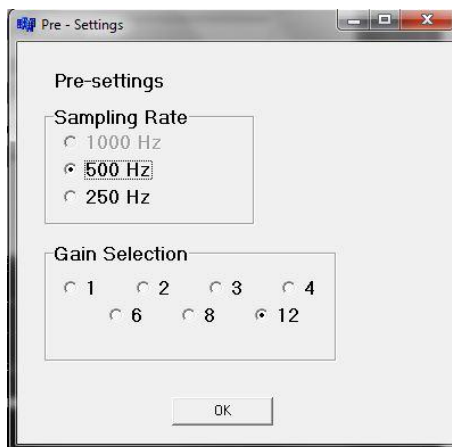 Pre - Settings
Pre-settings
Sampling Rate
1000 Hz
500 Hz
250 Hz
Gain Selection
1 2 3 4
6 8 12
OK